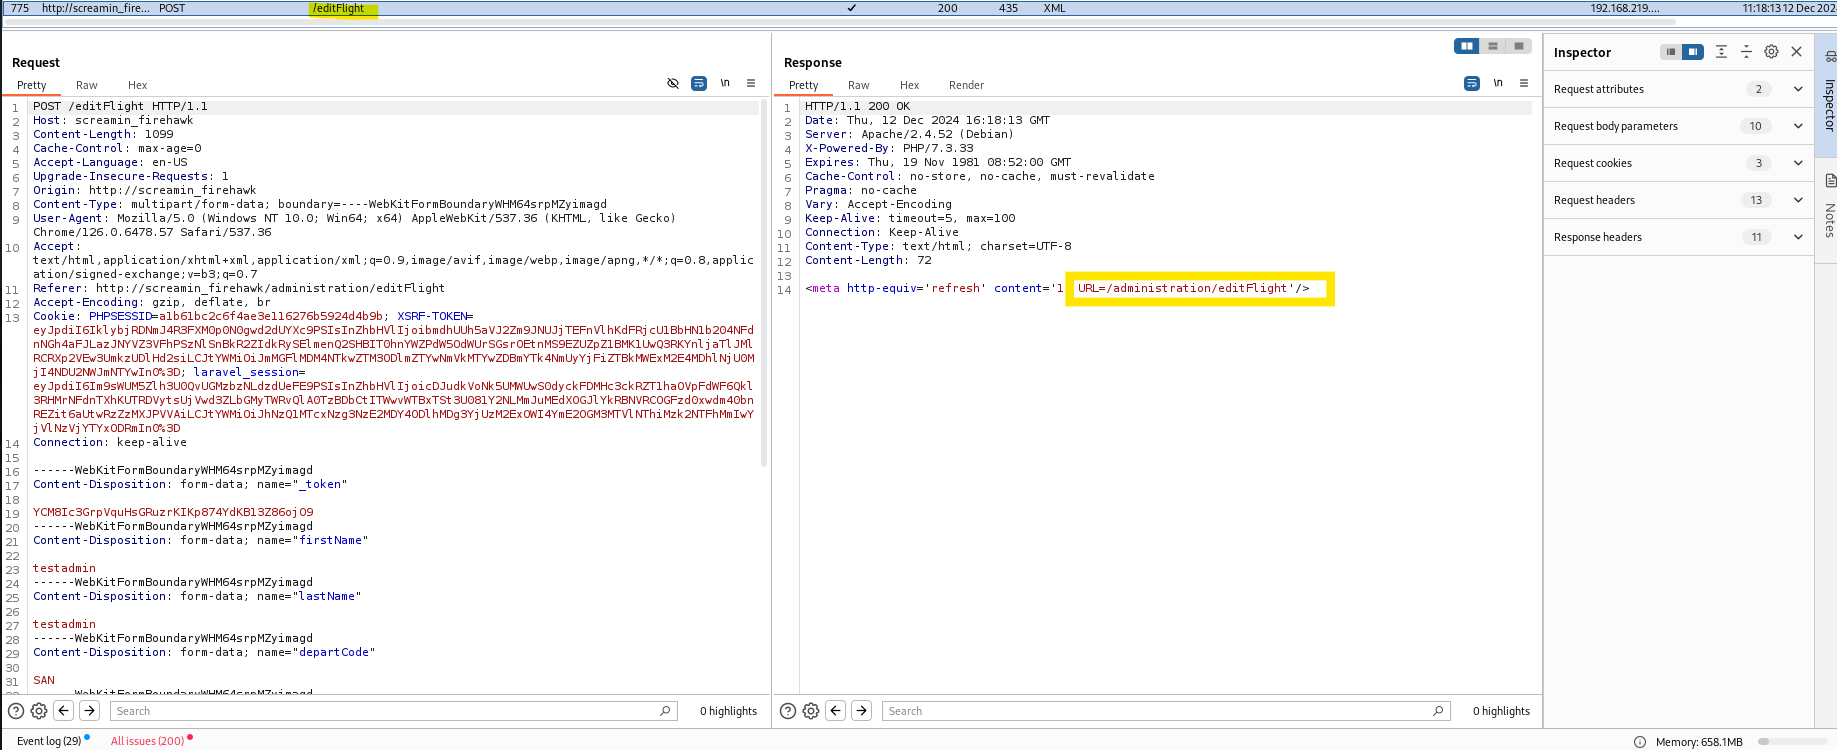 775 http://screamin_fire... POST /editFlight 200 435 XML 192.168.219.... 11:18:13 12 Dec 202
Request
Pretty Raw Hex
\n
1 POST /editFlight HTTP/1.1
2 Host: screamin_firehawk
3 Content-Length: 1099
4 Cache-Control: max-age=0
5 Accept-Language: en-US
6 Upgrade-Insecure-Requests: 1
7 Origin: http://screamin_firehawk
8 Content-Type: multipart/form-data; boundary=----WebKitFormBoundaryWHM64srpMZyimagd
9 User-Agent: Mozilla/5.0 (Windows NT 10.0; Win64; x64) AppleWebKit/537.36 (KHTML, like Gecko)
Chrome/126.0.6478.57 Safari/537.36
10 Accept:
text/html,application/xhtml+xml,application/xml;q=0.9,image/avif,image/webp,image/apng,*/*;q=0.8,applic
ation/signed-exchange;v=b3;q=0.7
11 Referer: http://screamin_firehawk/administration/editFlight
12 Accept-Encoding: gzip, deflate, br
13 Cookie: PHPSESSID=a1b61bc2c6f4ae3e116276b5924d4b9b; XSRF-TOKEN=
laravel_session=
14 Connection: keep-alive
15
16 ------WebKitFormBoundaryWHM64srpMZyimagd
17 Content-Disposition: form-data; name="_token"
18
19
20 ------WebKitFormBoundaryWHM64srpMZyimagd
21 Content-Disposition: form-data; name="firstName"
22
23 testadmin
24 ------WebKitFormBoundaryWHM64srpMZyimagd
25 Content-Disposition: form-data; name="lastName"
26
27 testadmin
28 ------WebKitFormBoundaryWHM64srpMZyimagd
29 Content-Disposition: form-data; name="departCode"
30
31 SAN
Search 0 highlights
Response
Pretty Raw Hex Render
\n
1 HTTP/1.1 200 OK
2 Date: Thu, 12 Dec 2024 16:18:13 GMT
3 Server: Apache/2.4.52 (Debian)
4 X-Powered-By: PHP/7.3.33
5 Expires: Thu, 19 Nov 1981 08:52:00 GMT
6 Cache-Control: no-store, no-cache, must-revalidate
7 Pragma: no-cache
8 Vary: Accept-Encoding
9 Keep-Alive: timeout=5, max=100
10 Connection: Keep-Alive
11 Content-Type: text/html; charset=UTF-8
12 Content-Length: 72
13
14 <meta http-equiv='refresh' content='1 URL=/administration/editFlight'/>
Search 0 highlights
Inspector
Request attributes 2
Request body parameters 10
Request cookies 3
Request headers 13
Response headers 11
Inspector
Notes
Event log (29) All issues (200)
Memory: 658.1MB